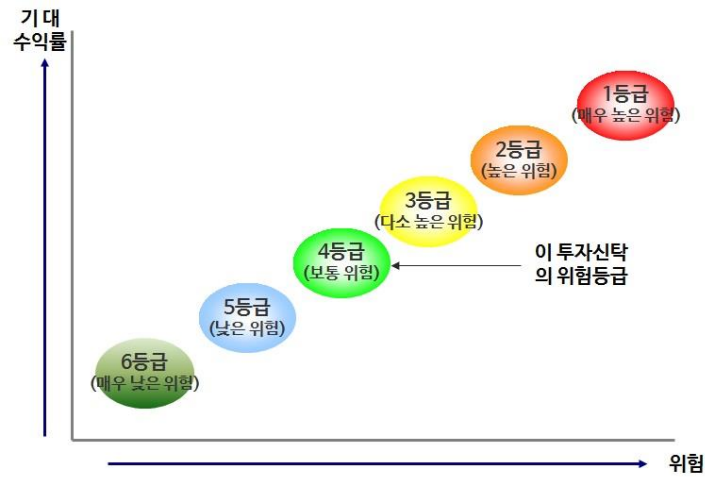 기 대
수익률
1등급
(매우 높은 위험)
2등급
(높은 위험)
3등급
(다소 높은 위험)
4등급
(보통 위험)
이 투자신탁
의 위험등급
5등급
(낮은 위험)
6등급
(매우 낮은 위험)
위험